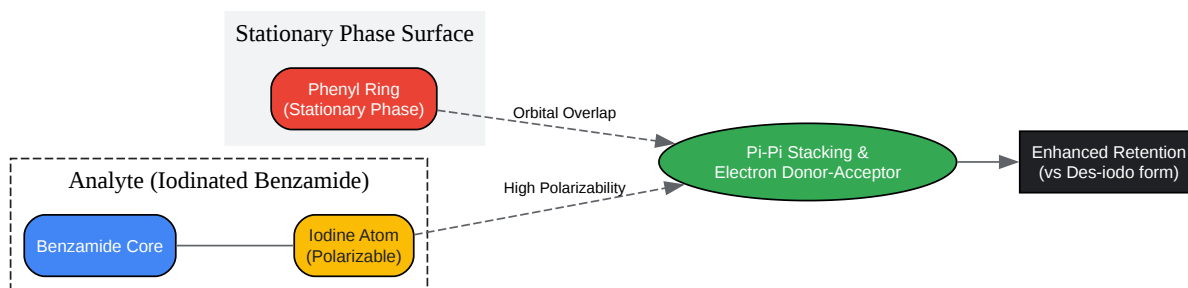 Stationary Phase Surface
Phenyl Ring
(Stationary Phase)
Orbital Overlap
Pi-Pi Stacking &
Electron Donor-Acceptor
Enhanced Retention
(vs Des-iodo form)
Analyte (Iodinated Benzamide)
High Polarizability
Benzamide Core
Iodine Atom
(Polarizable)